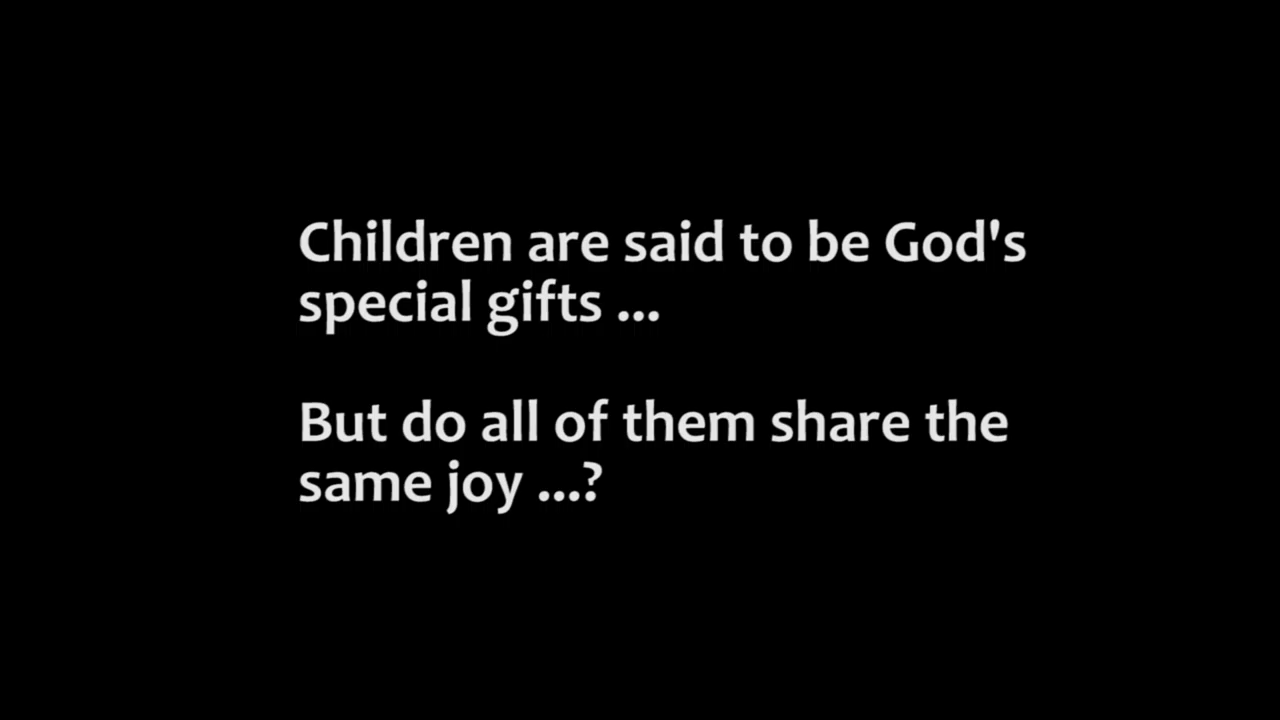 Children are said to be God's
special gifts ...
But do all of them share the
same joy ...?